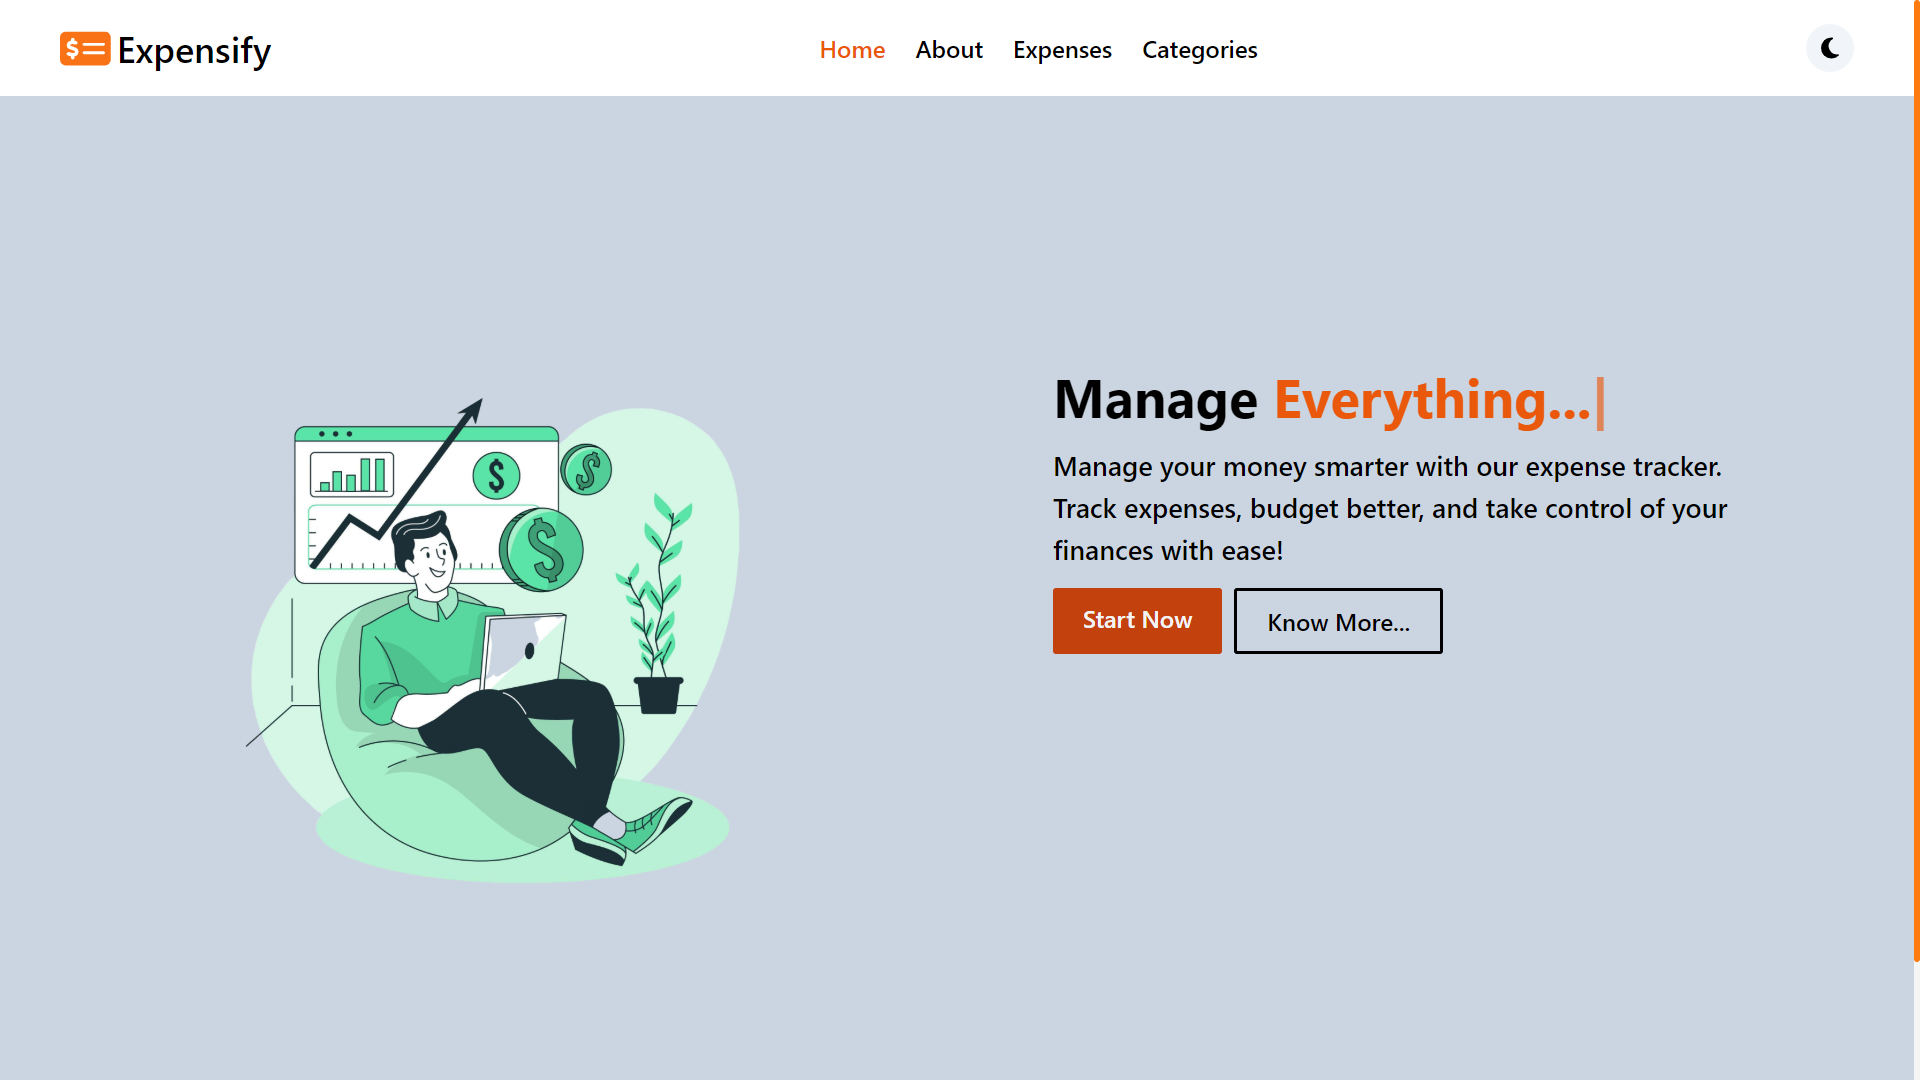 Expensify
Home About Expenses Categories
Manage Everything...|
Manage your money smarter with our expense tracker.
Track expenses, budget better, and take control of your
finances with ease!
Start Now Know More...